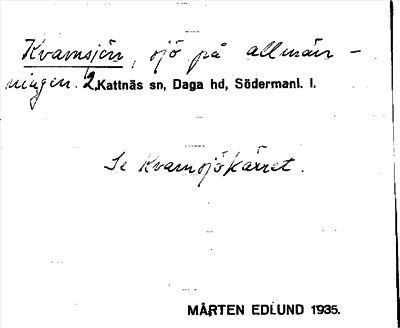 Kvarnsjön, sjö på allmän-
ningen. 2. Kattnäs sn, Daga hd, Södermanl. l.
Se Kvarnsjökärret.
MÅRTEN EDLUND 1935.